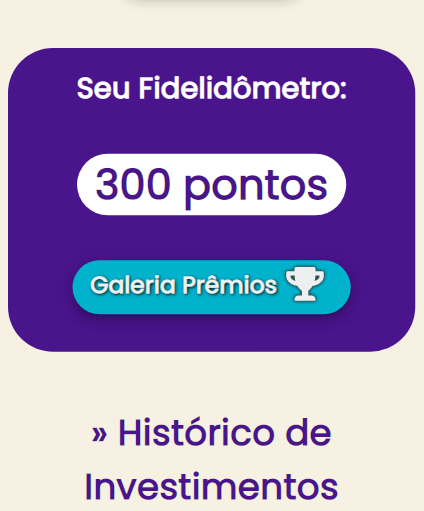 Seu Fidelidômetro:
300 pontos
Galeria Prêmios
» Histórico de
Investimentos